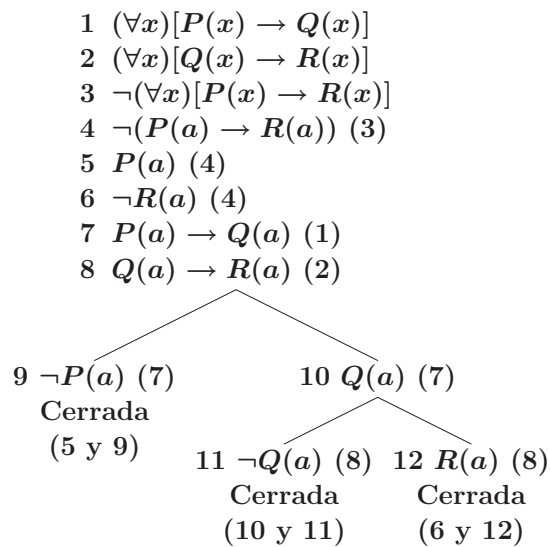 1 (∀x)[P(x) → Q(x)]
2 (∀x)[Q(x) → R(x)]
3 ¬(∀x)[P(x) → R(x)]
4 ¬(P(a) → R(a)) (3)
5 P(a) (4)
6 ¬R(a) (4)
7 P(a) → Q(a) (1)
8 Q(a) → R(a) (2)
9 ¬P(a) (7)
Cerrada
(5 y 9)
10 Q(a) (7)
11 ¬Q(a) (8)
Cerrada
(10 y 11)
12 R(a) (8)
Cerrada
(6 y 12)